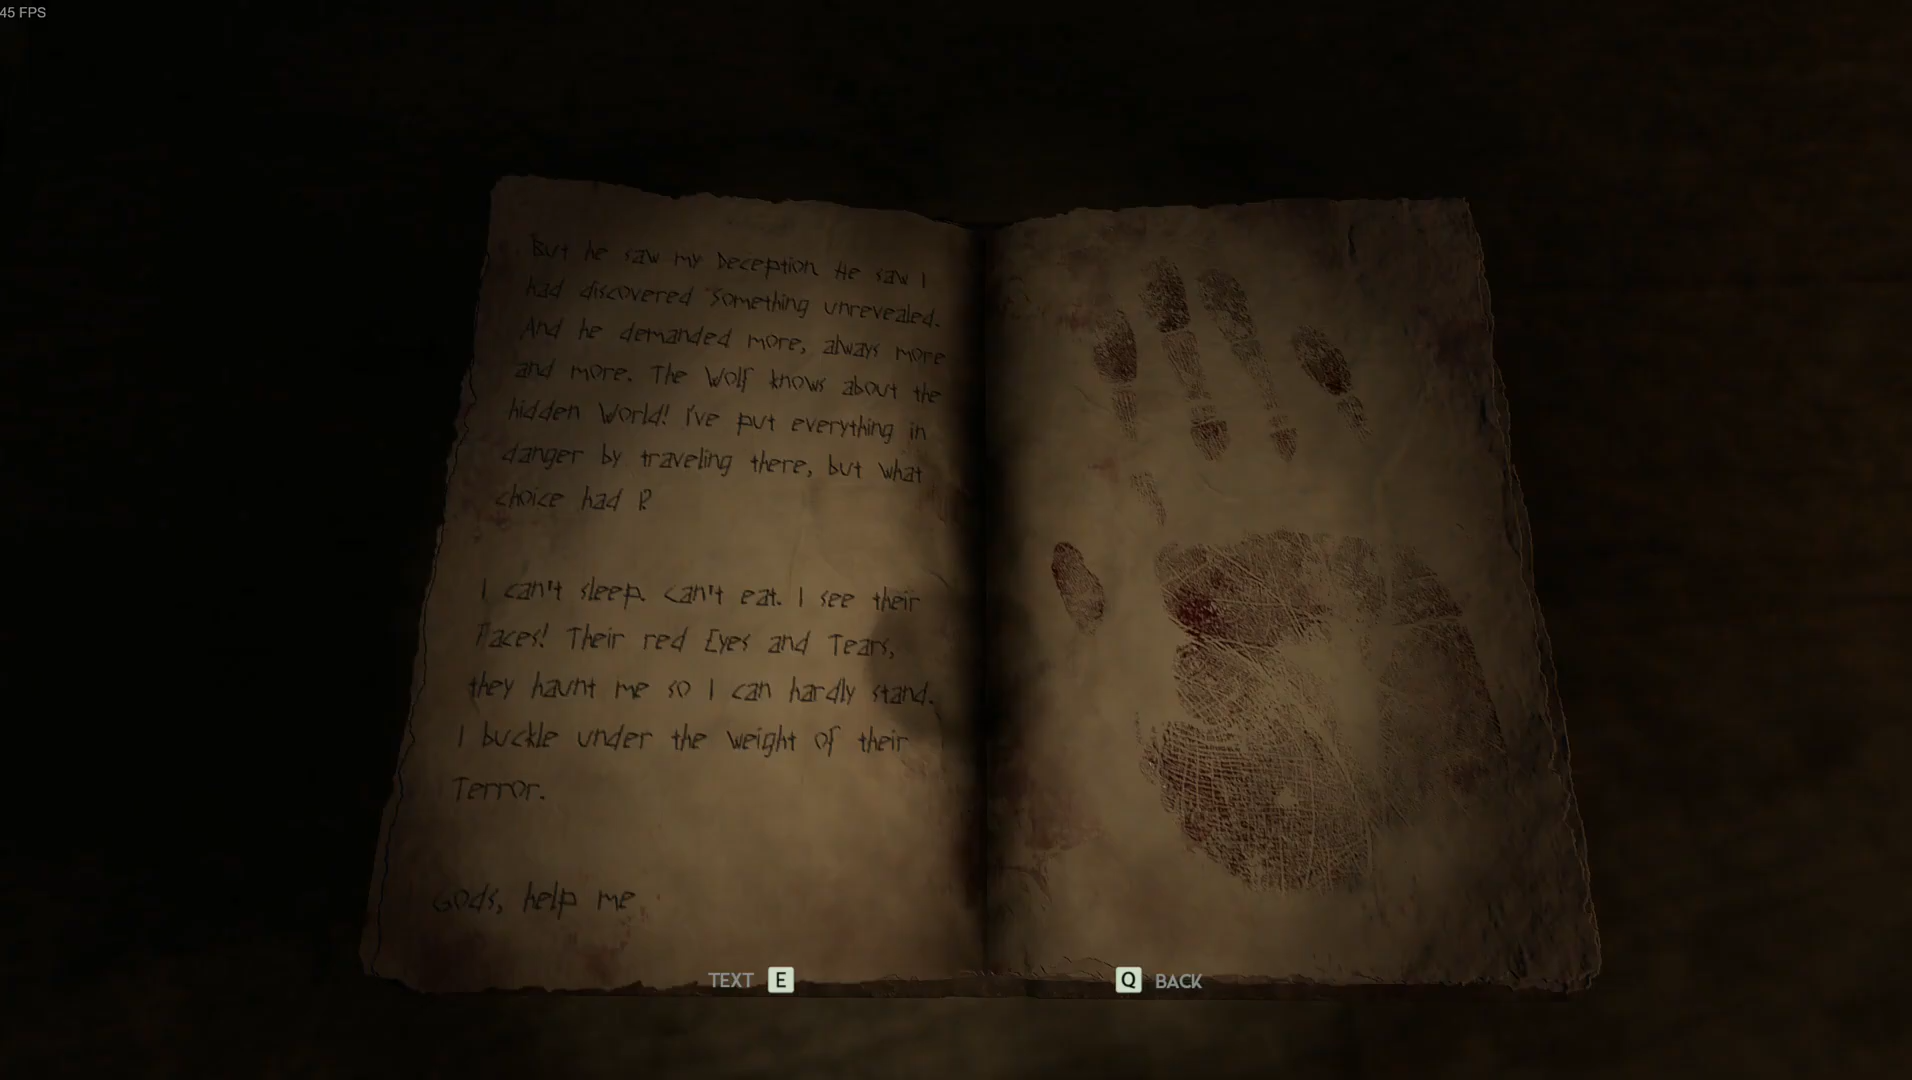 45 FPS
But he saw my Deception He saw I
had discovered something unrevealed.
And he demanded more, always more
and more. The Wolf knows about the
hidden World! I've put everything in
danger by traveling there, but what
choice had I?
I can't sleep. can't eat. I see their
Faces! Their red Eyes and Tears,
they haunt me so I can hardly stand.
I buckle under the weight of their
Terror.
Gods, help me
TEXT E
Q BACK